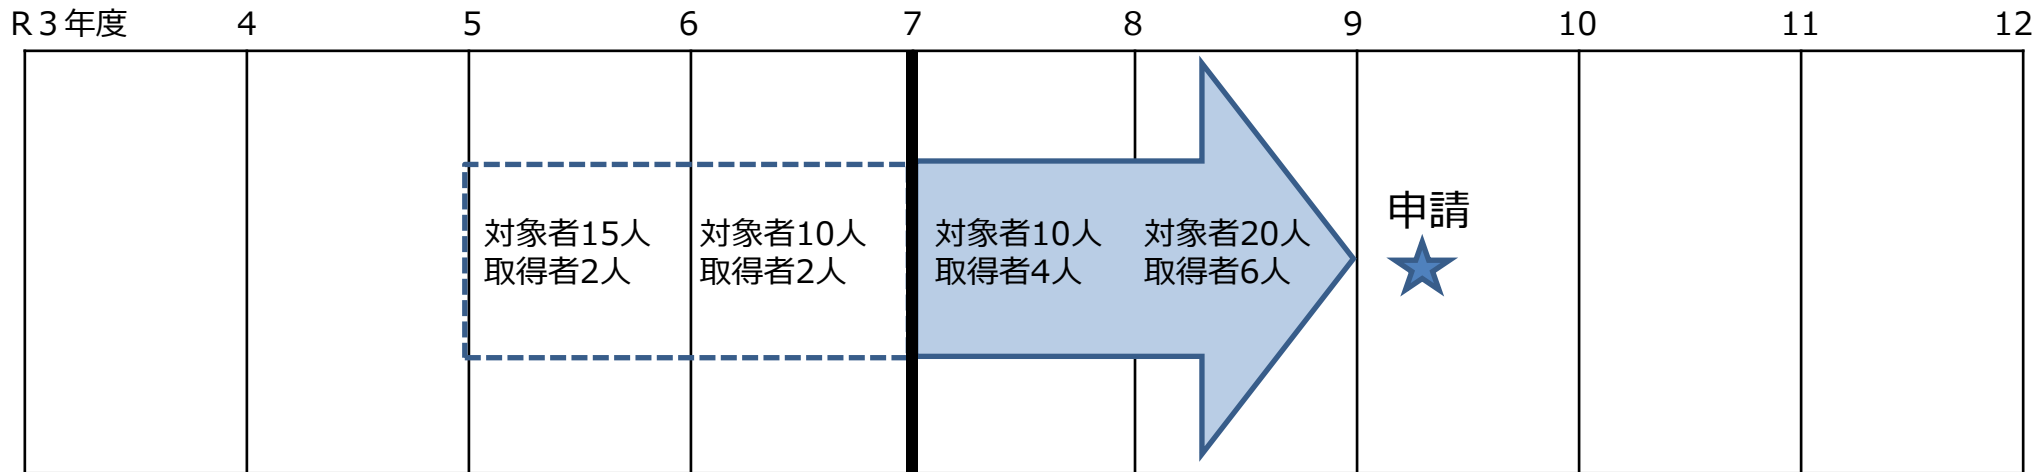 R３年度 4 5 6 7 8 9 10 11 12
対象者15人
取得者2人
対象者10人
取得者2人
対象者10人
取得者4人
対象者20人
取得者6人
申請